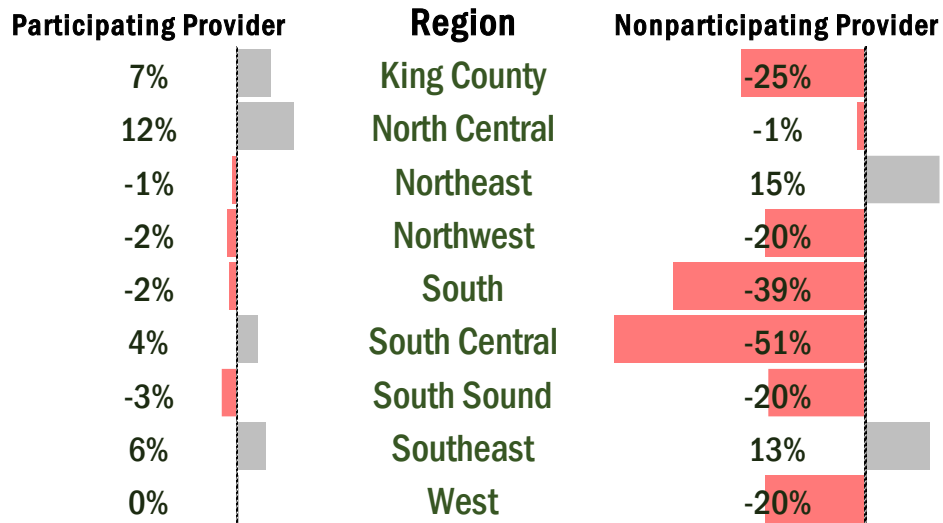 Participating Provider Region Nonparticipating Provider
7% King County -25%
12% North Central -1%
-1% Northeast 15%
-2% Northwest -20%
-2% South -39%
4% South Central -51%
-3% South Sound -20%
6% Southeast 13%
0% West -20%